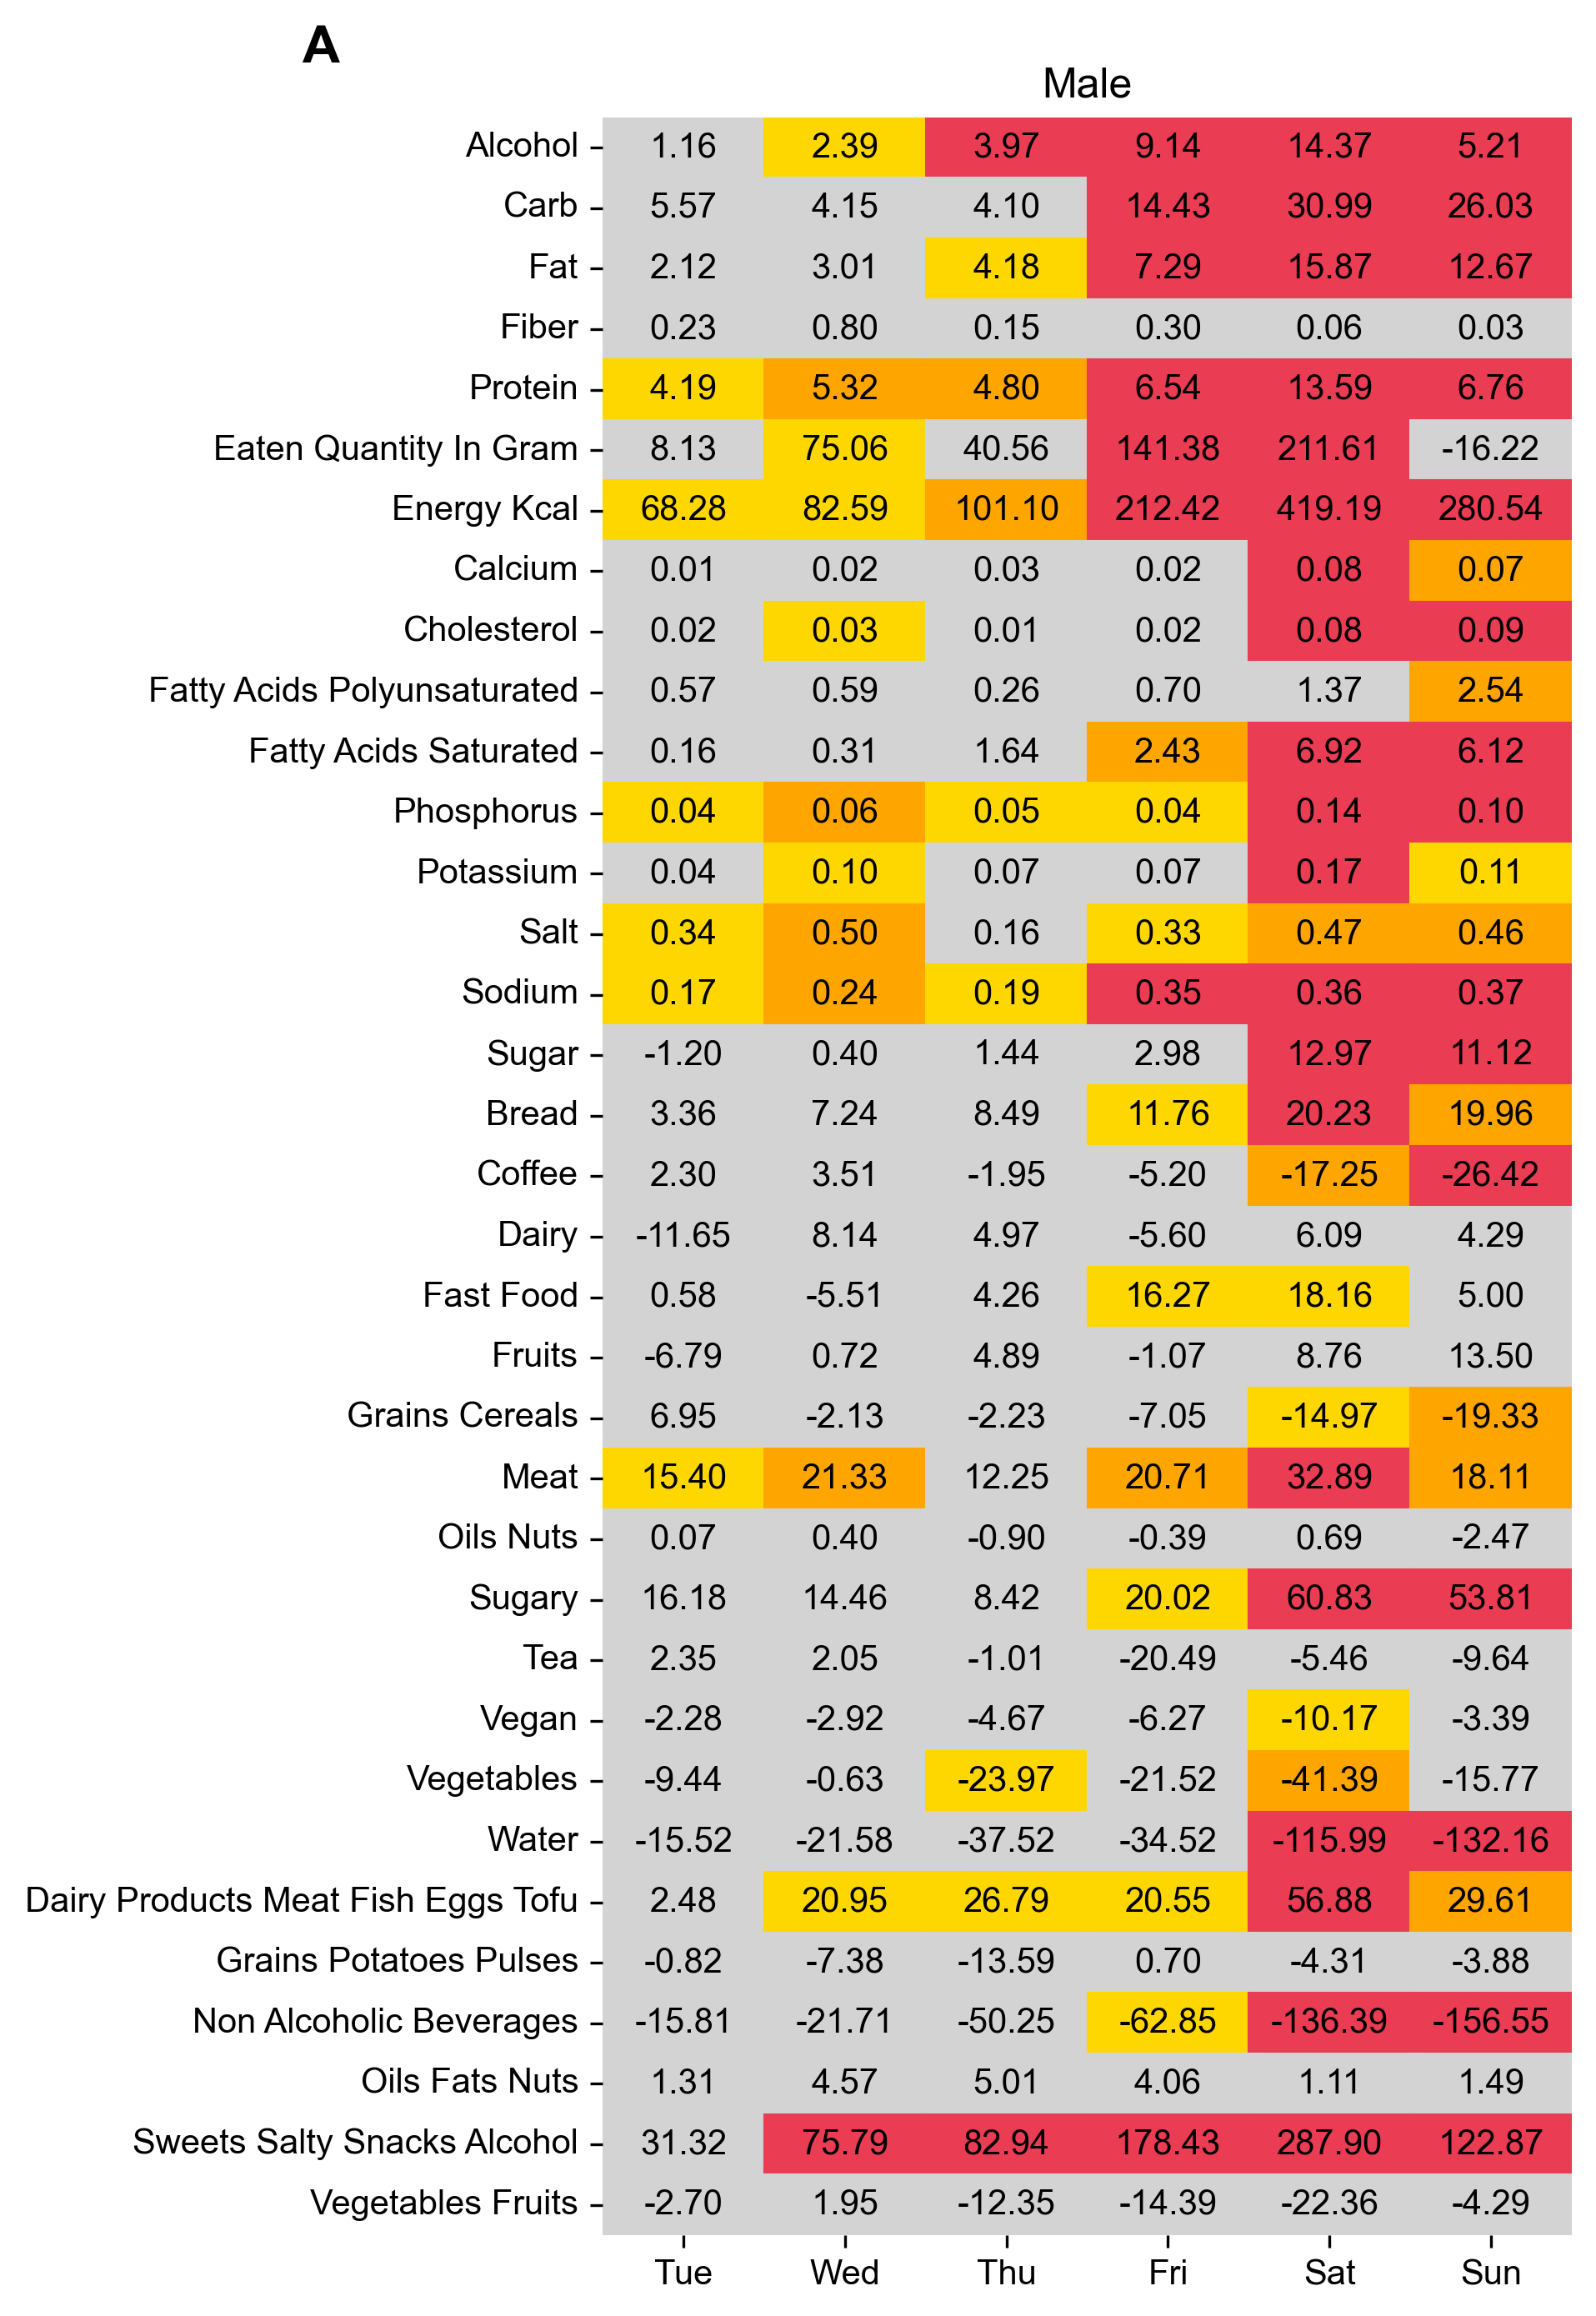 A
Male
Alcohol 1.16 2.39 3.97 9.14 14.37 5.21
Carb 5.57 4.15 4.10 14.43 30.99 26.03
Fat 2.12 3.01 4.18 7.29 15.87 12.67
Fiber 0.23 0.80 0.15 0.30 0.06 0.03
Protein 4.19 5.32 4.80 6.54 13.59 6.76
Eaten Quantity In Gram 8.13 75.06 40.56 141.38 211.61 -16.22
Energy Kcal 68.28 82.59 101.10 212.42 419.19 280.54
Calcium 0.01 0.02 0.03 0.02 0.08 0.07
Cholesterol 0.02 0.03 0.01 0.02 0.08 0.09
Fatty Acids Polyunsaturated 0.57 0.59 0.26 0.70 1.37 2.54
Fatty Acids Saturated 0.16 0.31 1.64 2.43 6.92 6.12
Phosphorus 0.04 0.06 0.05 0.04 0.14 0.10
Potassium 0.04 0.10 0.07 0.07 0.17 0.11
Salt 0.34 0.50 0.16 0.33 0.47 0.46
Sodium 0.17 0.24 0.19 0.35 0.36 0.37
Sugar -1.20 0.40 1.44 2.98 12.97 11.12
Bread 3.36 7.24 8.49 11.76 20.23 19.96
Coffee 2.30 3.51 -1.95 -5.20 -17.25 -26.42
Dairy -11.65 8.14 4.97 -5.60 6.09 4.29
Fast Food 0.58 -5.51 4.26 16.27 18.16 5.00
Fruits -6.79 0.72 4.89 -1.07 8.76 13.50
Grains Cereals 6.95 -2.13 -2.23 -7.05 -14.97 -19.33
Meat 15.40 21.33 12.25 20.71 32.89 18.11
Oils Nuts 0.07 0.40 -0.90 -0.39 0.69 -2.47
Sugary 16.18 14.46 8.42 20.02 60.83 53.81
Tea 2.35 2.05 -1.01 -20.49 -5.46 -9.64
Vegan -2.28 -2.92 -4.67 -6.27 -10.17 -3.39
Vegetables -9.44 -0.63 -23.97 -21.52 -41.39 -15.77
Water -15.52 -21.58 -37.52 -34.52 -115.99 -132.16
Dairy Products Meat Fish Eggs Tofu 2.48 20.95 26.79 20.55 56.88 29.61
Grains Potatoes Pulses -0.82 -7.38 -13.59 0.70 -4.31 -3.88
Non Alcoholic Beverages -15.81 -21.71 -50.25 -62.85 -136.39 -156.55
Oils Fats Nuts 1.31 4.57 5.01 4.06 1.11 1.49
Sweets Salty Snacks Alcohol 31.32 75.79 82.94 178.43 287.90 122.87
Vegetables Fruits -2.70 1.95 -12.35 -14.39 -22.36 -4.29
Tue Wed Thu Fri Sat Sun